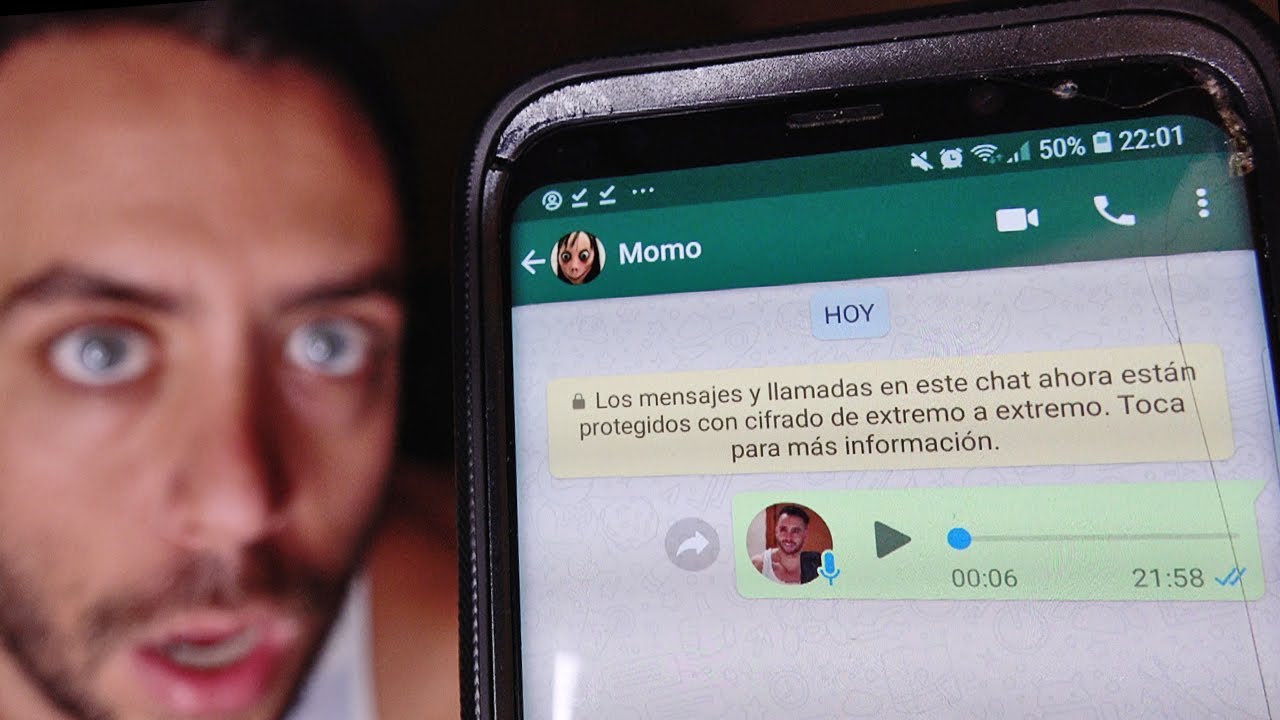 50% 22:01
Momo
HOY
Los mensajes y llamadas en este chat ahora están
protegidos con cifrado de extremo a extremo. Toca
para más información.
00:06 21:58